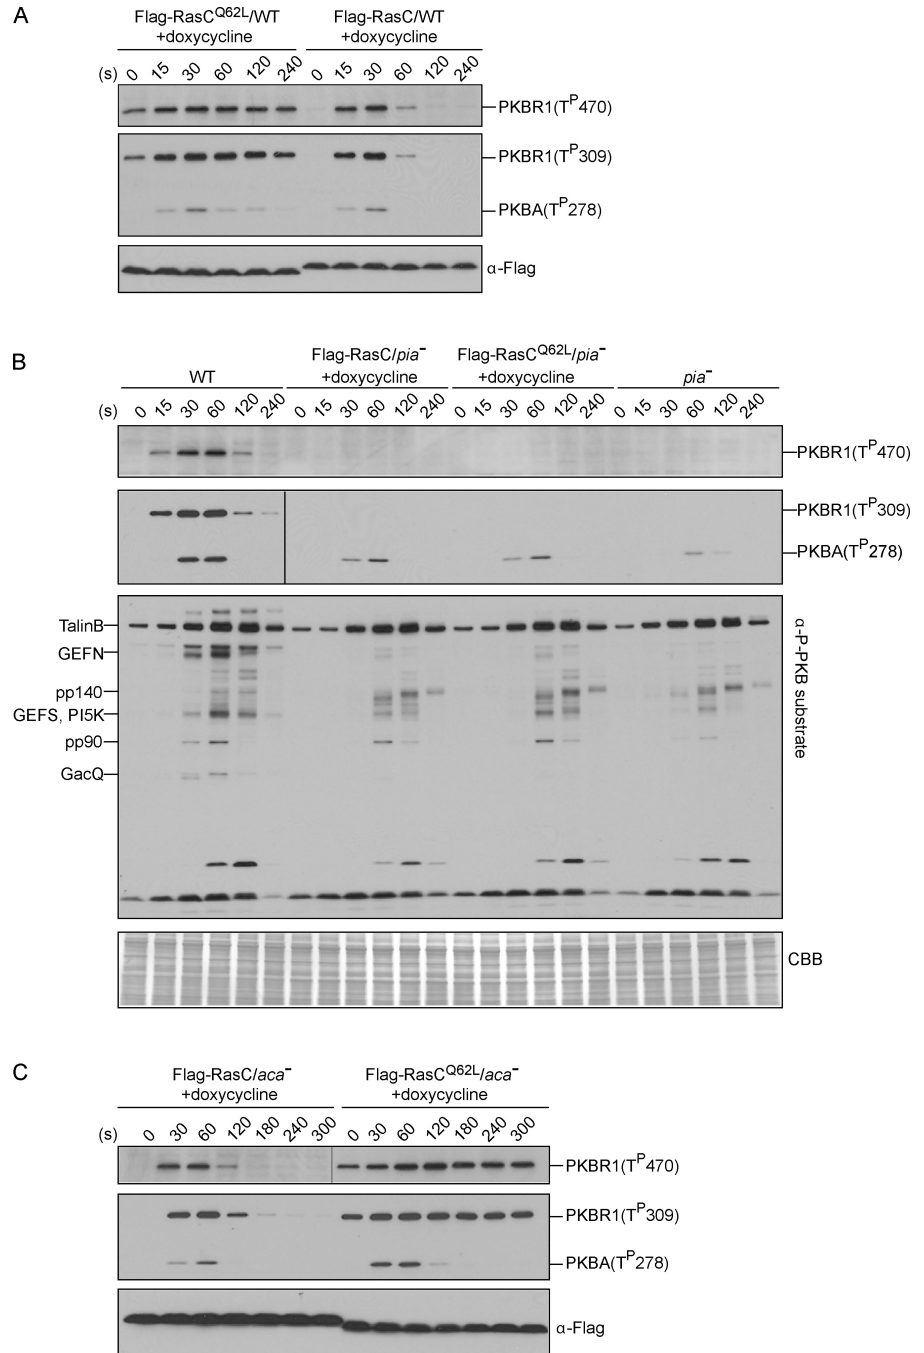 A
Flag-RasC^Q62L/WT Flag-RasC/WT
+doxycycline +doxycycline
(s) 0 15 30 60 120 240 0 15 30 60 120 240
PKBR1(T^P470)
PKBR1(T^P309)
PKBA(T^P278)
α-Flag
B
Flag-RasC/pia⁻ Flag-RasC^Q62L/pia⁻
WT +doxycycline +doxycycline pia⁻
(s) 0 15 30 60 120 240 0 15 30 60 120 240 0 15 30 60 120 240 0 15 30 60 120 240
PKBR1(T^P470)
PKBR1(T^P309)
PKBA(T^P278)
TalinB
GEFN
pp140
GEFS, PI5K
pp90
GacQ
α-P-PKB substrate
CBB
C
Flag-RasC/aca⁻ Flag-RasC^Q62L/aca⁻
+doxycycline +doxycycline
(s) 0 30 60 120 180 240 300 0 30 60 120 180 240 300
PKBR1(T^P470)
PKBR1(T^P309)
PKBA(T^P278)
α-Flag